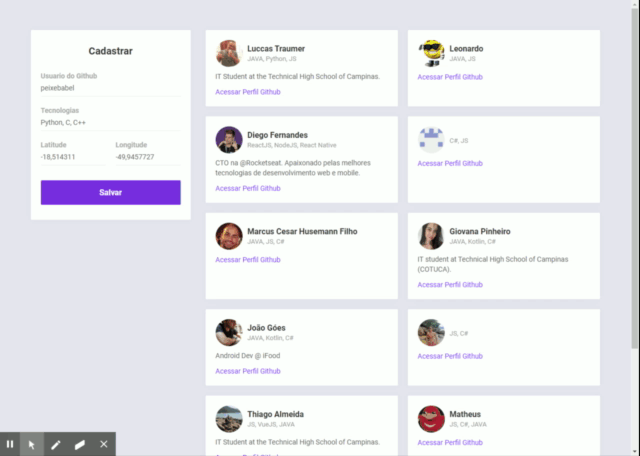 Cadastrar
Usuario do Github
peixebabel
Tecnologias
Python, C, C++
Latitude
Longitude
-18,514311
-49,9457727
Salvar
Luccas Traumer
JAVA, Python, JS
IT Student at the Technical High School of Campinas.
Acessar Perfil Github
Leonardo
JAVA, JS
Acessar Perfil Github
Diego Fernandes
ReactJS, NodeJS, React Native
CTO na @Rocketseat. Apaixonado pelas melhores
tecnologias de desenvolvimento web e mobile.
Acessar Perfil Github
C#, JS
Acessar Perfil Github
Marcus Cesar Husemann Filho
JAVA, JS, C#
Acessar Perfil Github
Giovana Pinheiro
JAVA, Kotlin, C#
IT student at Technical High School of Campinas
(COTUCA).
Acessar Perfil Github
João Góes
JAVA, Kotlin, C#
Android Dev @ iFood
Acessar Perfil Github
JS, C#
Acessar Perfil Github
Thiago Almeida
JS, VueJS, JAVA
IT Student at the Technical High School of Campinas.
Acessar Perfil Github
Matheus
JS, C#, JAVA
Acessar Perfil Github